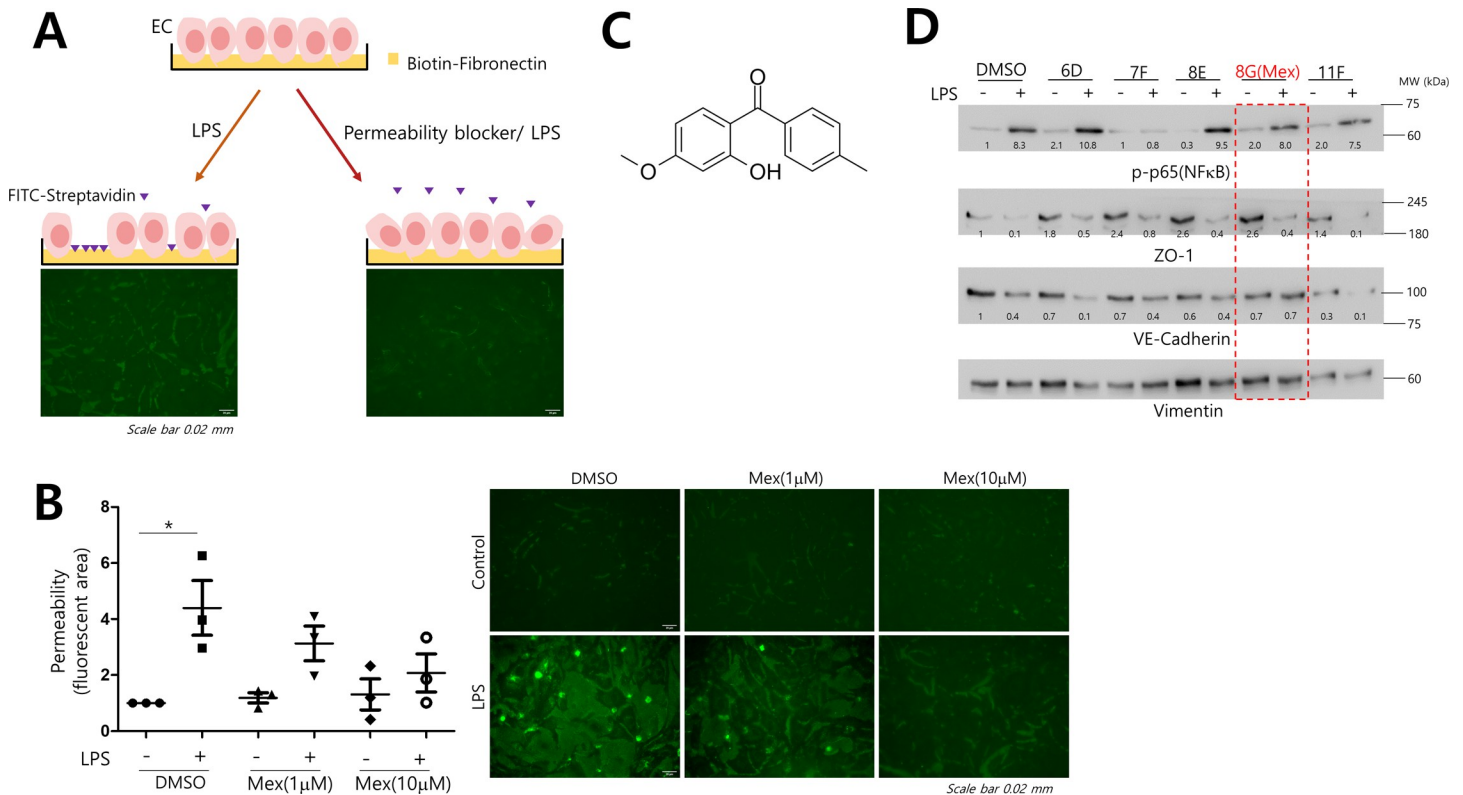 A
EC
Biotin-Fibronectin
LPS
Permeability blocker/ LPS
FITC-Streptavidin
Scale bar 0.02 mm
C
O
O
OH
D
DMSO 6D 7F 8E 8G(Mex) 11F
MW (kDa)
LPS - + - + - + - + - + - +
75
60
1 8.3 2.1 10.8 1 0.8 0.3 9.5 2.0 8.0 2.0 7.5
p-p65(NFκB)
245
180
1 0.1 1.8 0.5 2.4 0.8 2.6 0.4 2.6 0.4 1.4 0.1
ZO-1
100
75
1 0.4 0.7 0.1 0.7 0.4 0.6 0.4 0.7 0.7 0.3 0.1
VE-Cadherin
60
Vimentin
B
Permeability
(fluorescent area)
8
6
4
2
0
*
LPS - + - + - +
DMSO Mex(1μM) Mex(10μM)
DMSO Mex(1μM) Mex(10μM)
Control
LPS
Scale bar 0.02 mm